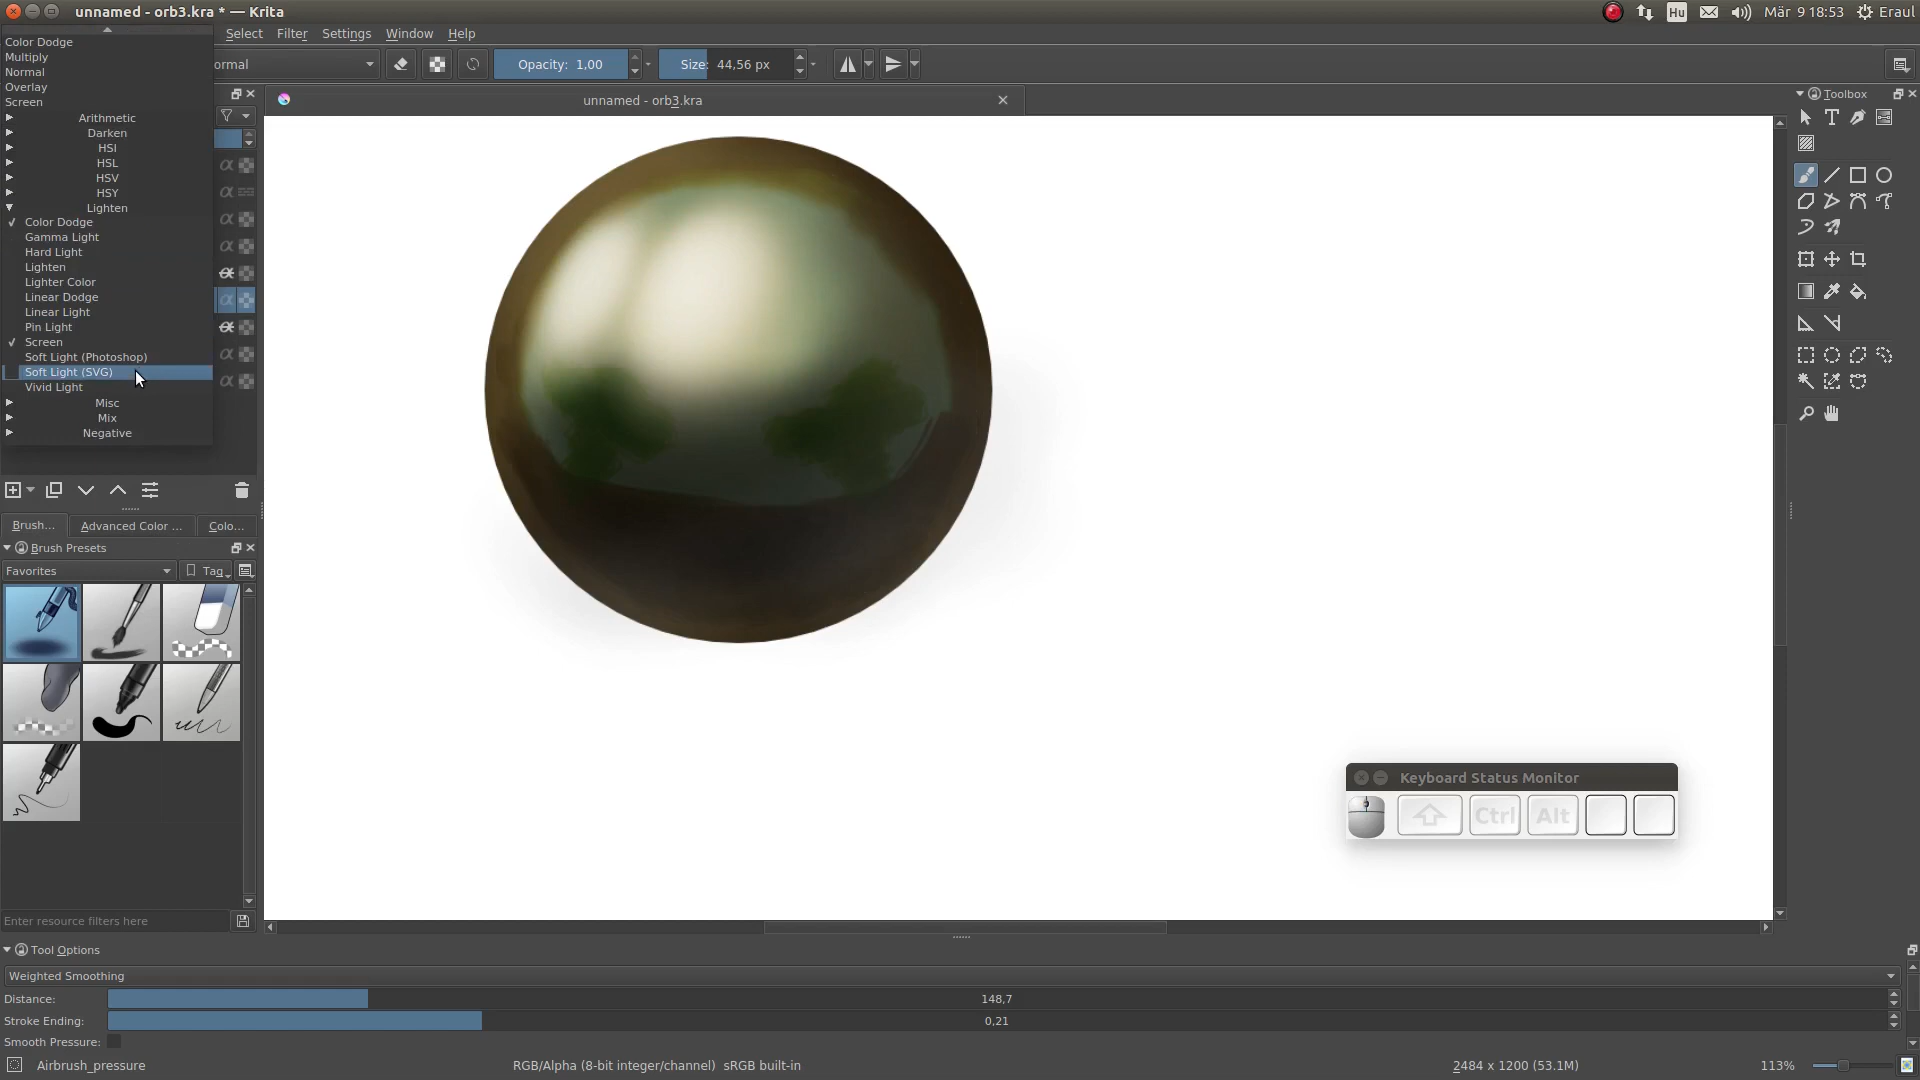 unnamed - orb3.kra * — Krita
Hu
Mär 9 18:53
Eraul
Select Filter Settings Window Help
ormal
Opacity: 1,00
Size: 44,56 px
unnamed - orb3.kra
Toolbox
Color Dodge
Multiply
Normal
Overlay
Screen
Arithmetic
Darken
HSI
HSL
HSV
HSY
Lighten
Color Dodge
Gamma Light
Hard Light
Lighten
Lighter Color
Linear Dodge
Linear Light
Pin Light
Screen
Soft Light (Photoshop)
Soft Light (SVG)
Vivid Light
Misc
Mix
Negative
Brush... Advanced Color ... Colo...
Brush Presets
Favorites
Tag
Enter resource filters here
Keyboard Status Monitor
Ctrl Alt
Tool Options
Weighted Smoothing
Distance: 148,7
Stroke Ending: 0,21
Smooth Pressure:
Airbrush_pressure
RGB/Alpha (8-bit integer/channel) sRGB built-in
2484 x 1200 (53.1M)
113%